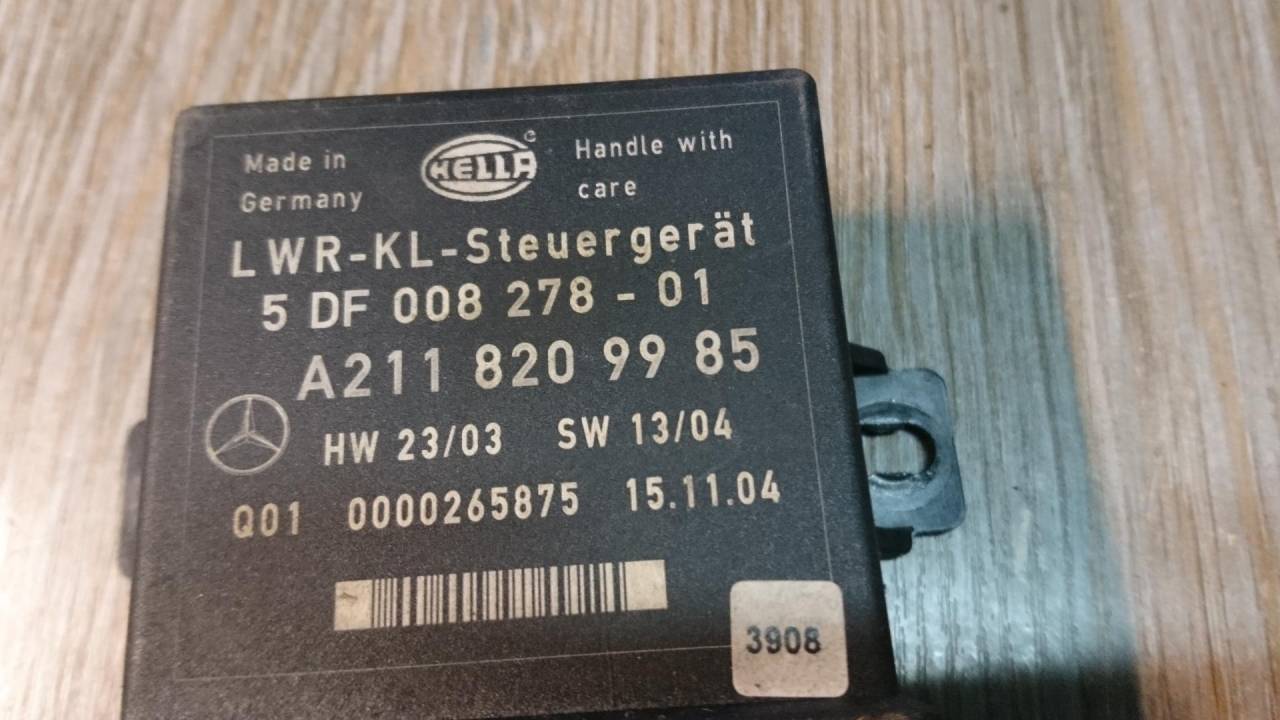 Made in
Germany
HELLA
Handle with
care
LWR-KL-Steuergerät
5 DF 008 278 - 01
A211 820 99 85
HW 23/03 SW 13/04
Q01 0000265875 15.11.04
3908